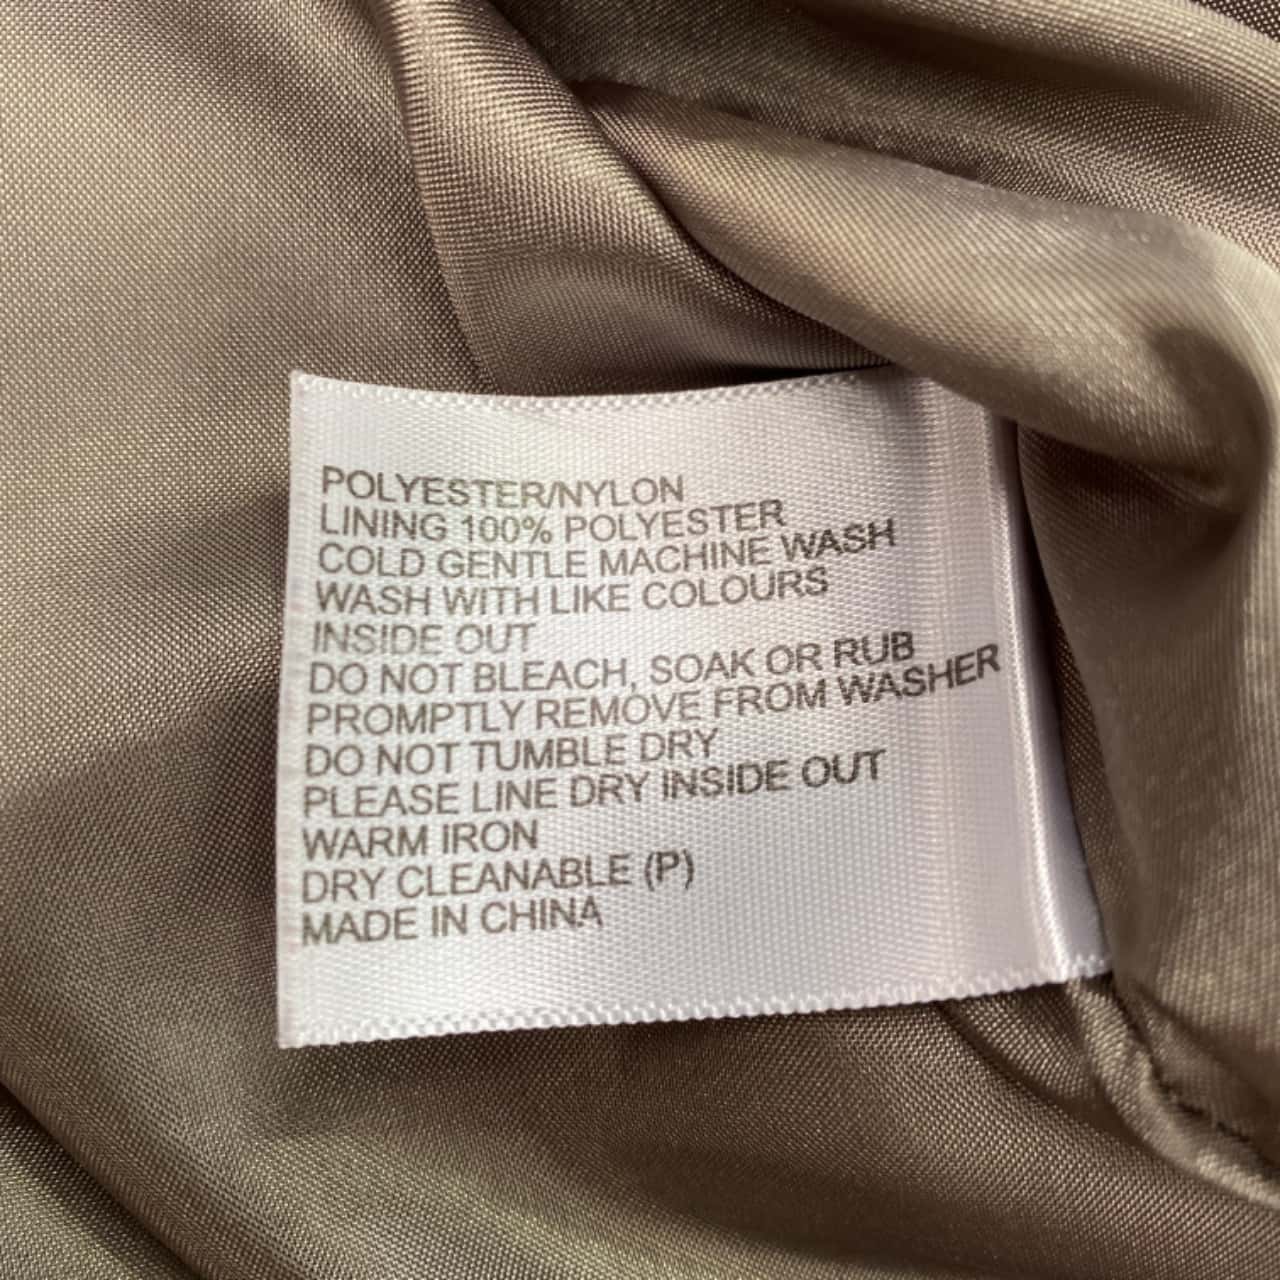 POLYESTER/NYLON
LINING 100% POLYESTER
COLD GENTLE MACHINE WASH
WASH WITH LIKE COLOURS
INSIDE OUT
DO NOT BLEACH, SOAK OR RUB
PROMPTLY REMOVE FROM WASHER
DO NOT TUMBLE DRY
PLEASE LINE DRY INSIDE OUT
WARM IRON
DRY CLEANABLE (P)
MADE IN CHINA